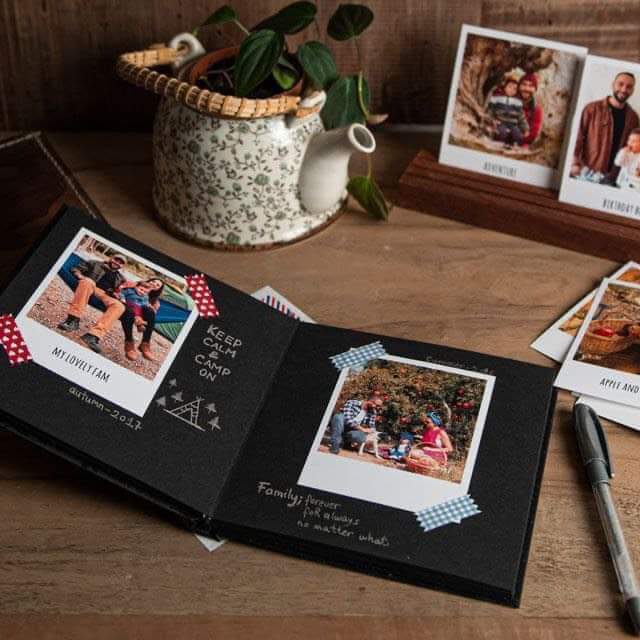 ADVENTURE
BIRTHDAY
KEEP
CALM
&
CAMP
ON
MY LOVELY FAM
autumn-2017
APPLE AND
Family; forever
for always
no matter what.